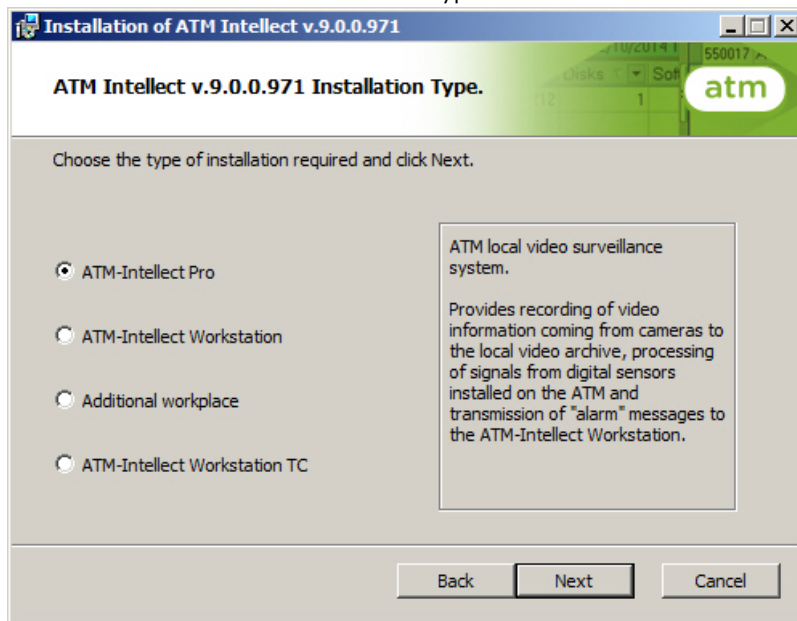 Installation of ATM Intellect v.9.0.0.971
550017
Disks
Soft
1
atm
ATM Intellect v.9.0.0.971 Installation Type.
Choose the type of installation required and click Next.
ATM-Intellect Pro
ATM-Intellect Workstation
Additional workplace
ATM-Intellect Workstation TC
ATM local video surveillance
system.
Provides recording of video
information coming from cameras to
the local video archive, processing
of signals from digital sensors
installed on the ATM and
transmission of "alarm" messages to
the ATM-Intellect Workstation.
Back
Next
Cancel